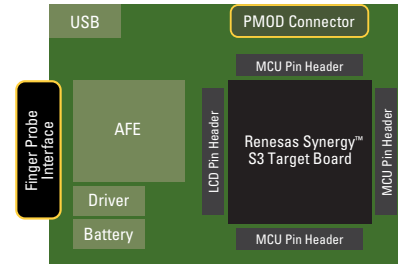 USB
PMOD Connector
MCU Pin Header
Finger Probe
Interface
AFE
LCD Pin Header
Renesas Synergy™
S3 Target Board
MCU Pin Header
Driver
Battery
MCU Pin Header